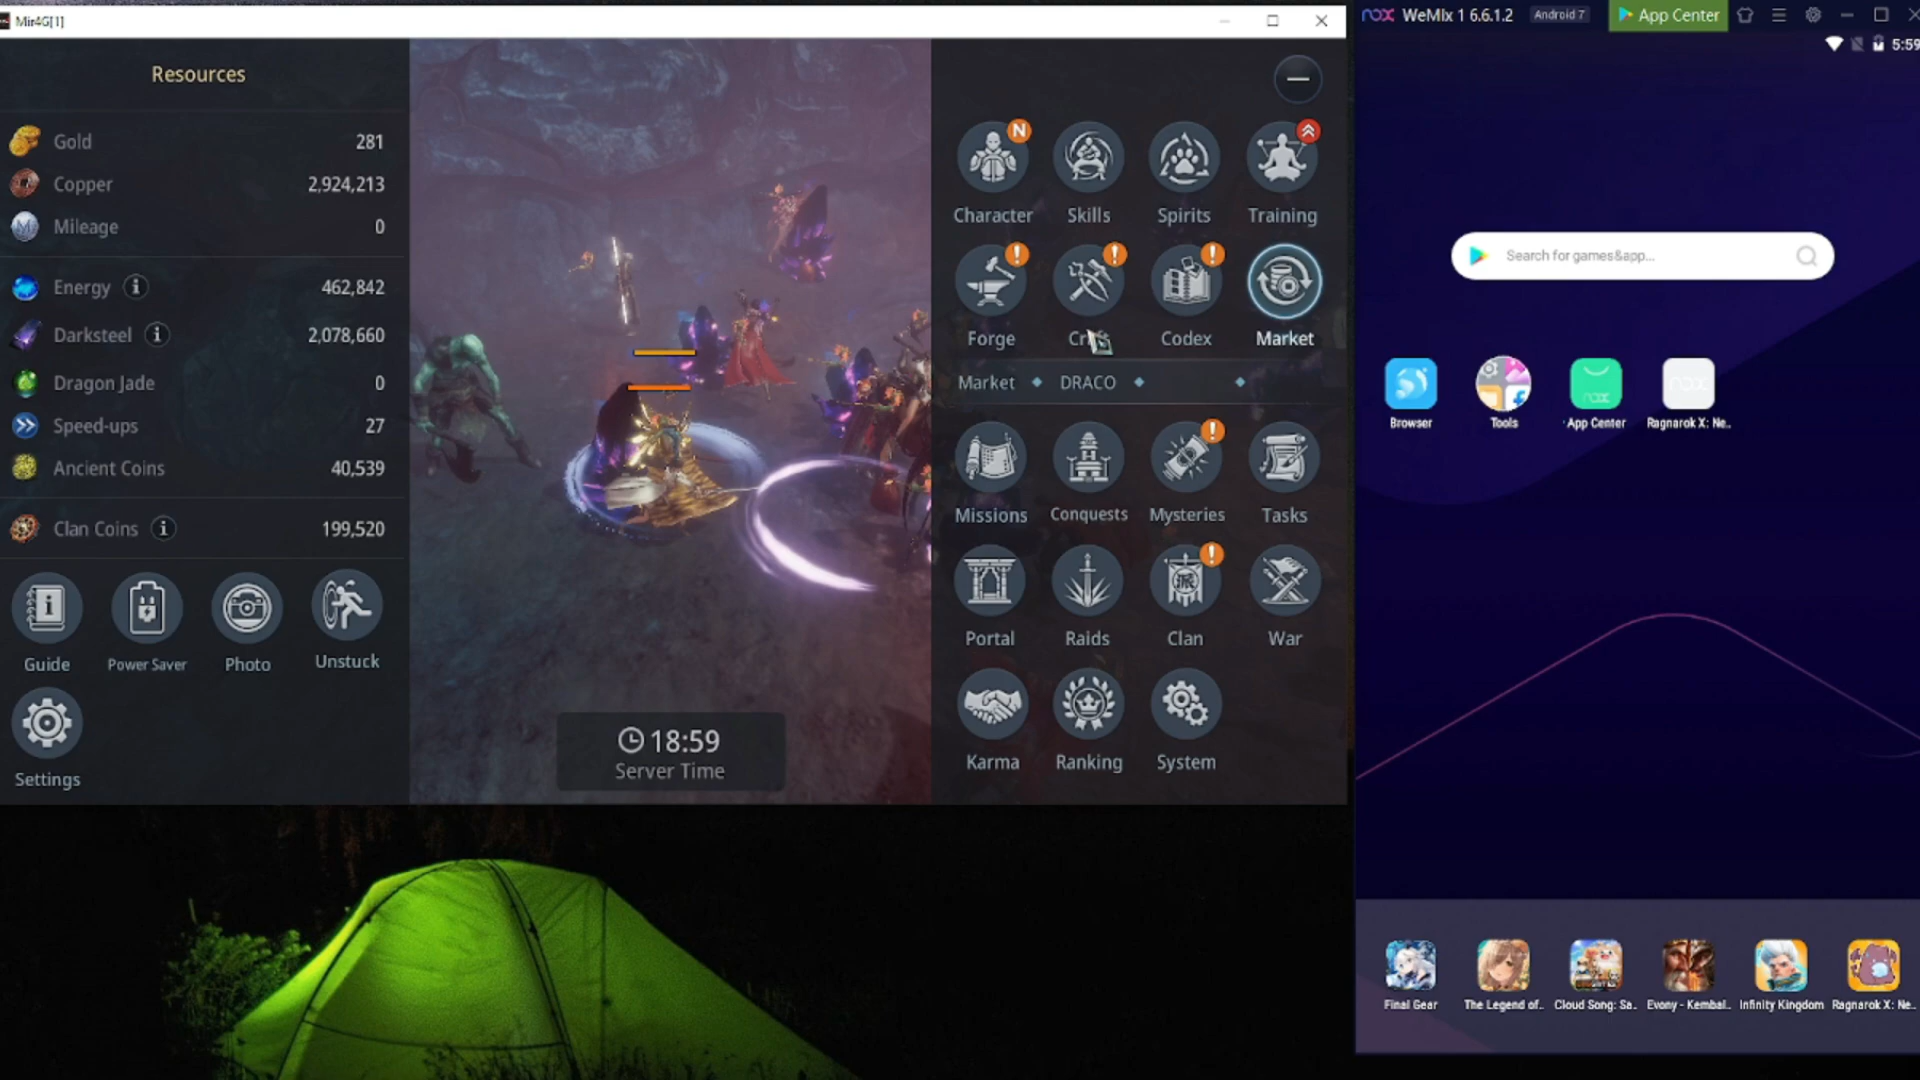 Mir4G[1]
Resources
Gold 281
Copper 2,924,213
Mileage 0
Energy 462,842
Darksteel 2,078,660
Dragon Jade 0
Speed-ups 27
Ancient Coins 40,539
Clan Coins 199,520
Guide Power Saver Photo Unstuck
Settings
18:59
Server Time
N
Character Skills Spirits Training
Forge Codex Market
Market DRACO
Missions Conquests Mysteries Tasks
Portal Raids Clan War
Karma Ranking System
nox WeMIx 1 6.6.1.2 Android 7 App Center
5:59
Search for games&app...
Browser Tools App Center Ragnarok X: Ne..
Final Gear The Legend of.. Cloud Song: Sa.. Evony - Kembal.. Infinity Kingdom Ragnarok X: Ne..